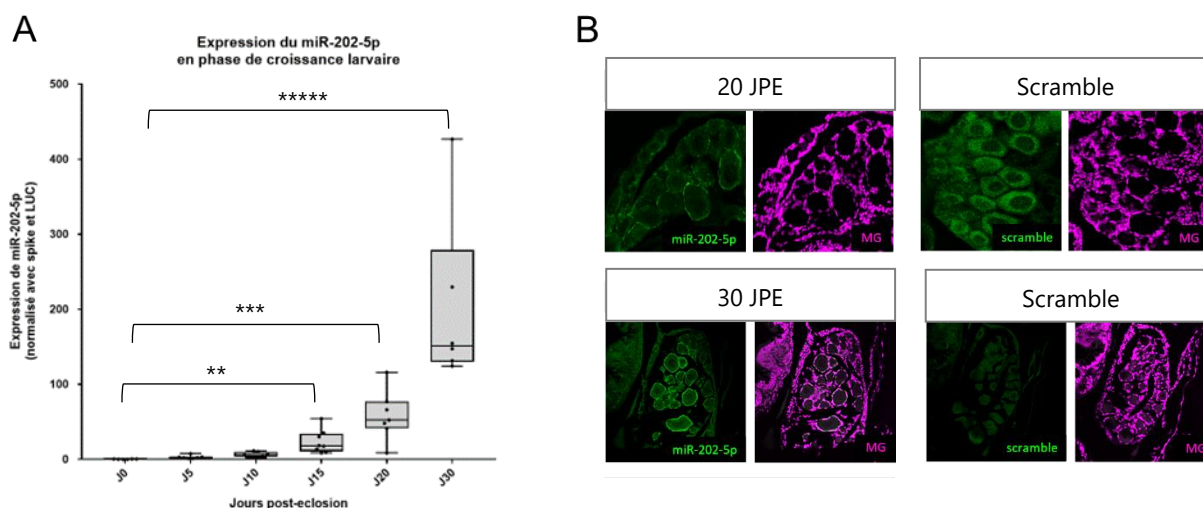 A
Expression du miR-202-5p
en phase de croissance larvaire
Expression de miR-202-5p
(normalisé avec spike et LUC)
500
400
300
200
100
0
*****
***
**
J0
J5
J10
J15
J20
J30
Jours post-eclosion
B
20 JPE
Scramble
miR-202-5p
MG
scramble
MG
30 JPE
Scramble
miR-202-5p
MG
scramble
MG